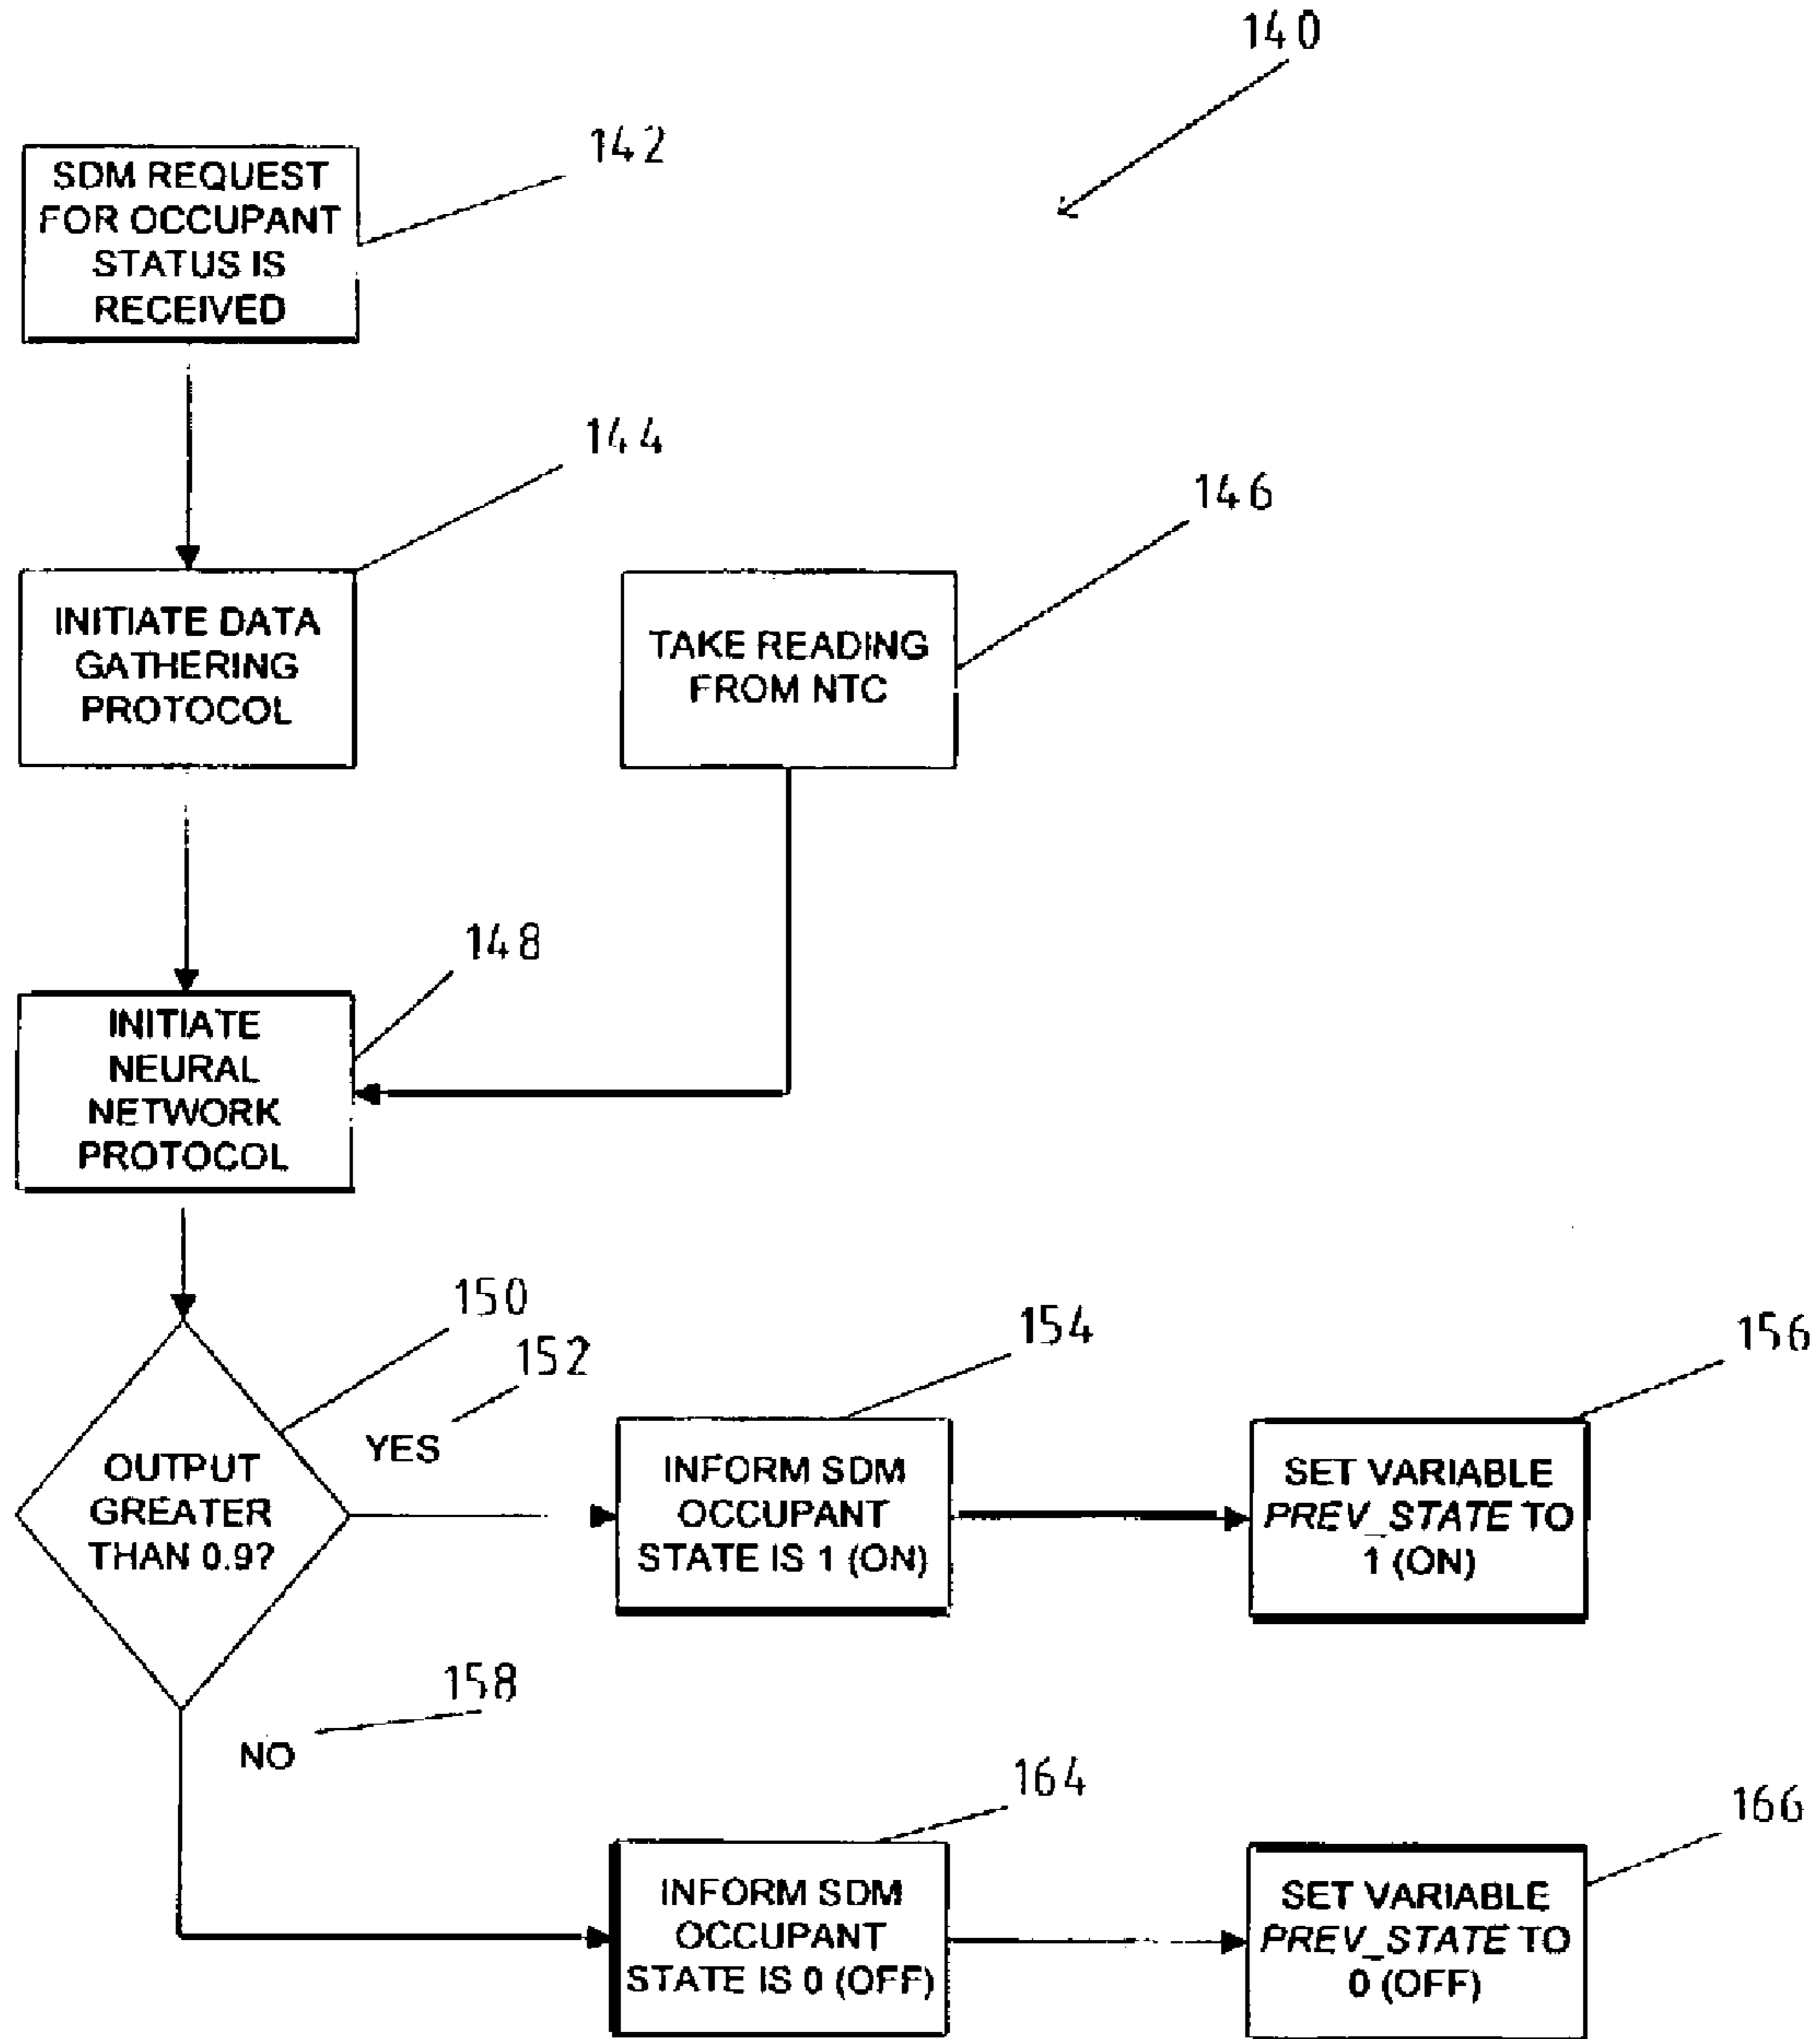 140
142
SDM REQUEST
FOR OCCUPANT
STATUS IS
RECEIVED
144
146
INITIATE DATA
GATHERING
PROTOCOL
TAKE READING
FROM NTC
148
INITIATE
NEURAL
NETWORK
PROTOCOL
150
152
154
156
YES
OUTPUT
GREATER
THAN 0.9?
INFORM SDM
OCCUPANT
STATE IS 1 (ON)
SET VARIABLE
PREV_STATE TO
1 (ON)
158
NO
164
166
INFORM SDM
OCCUPANT
STATE IS 0 (OFF)
SET VARIABLE
PREV_STATE TO
0 (OFF)